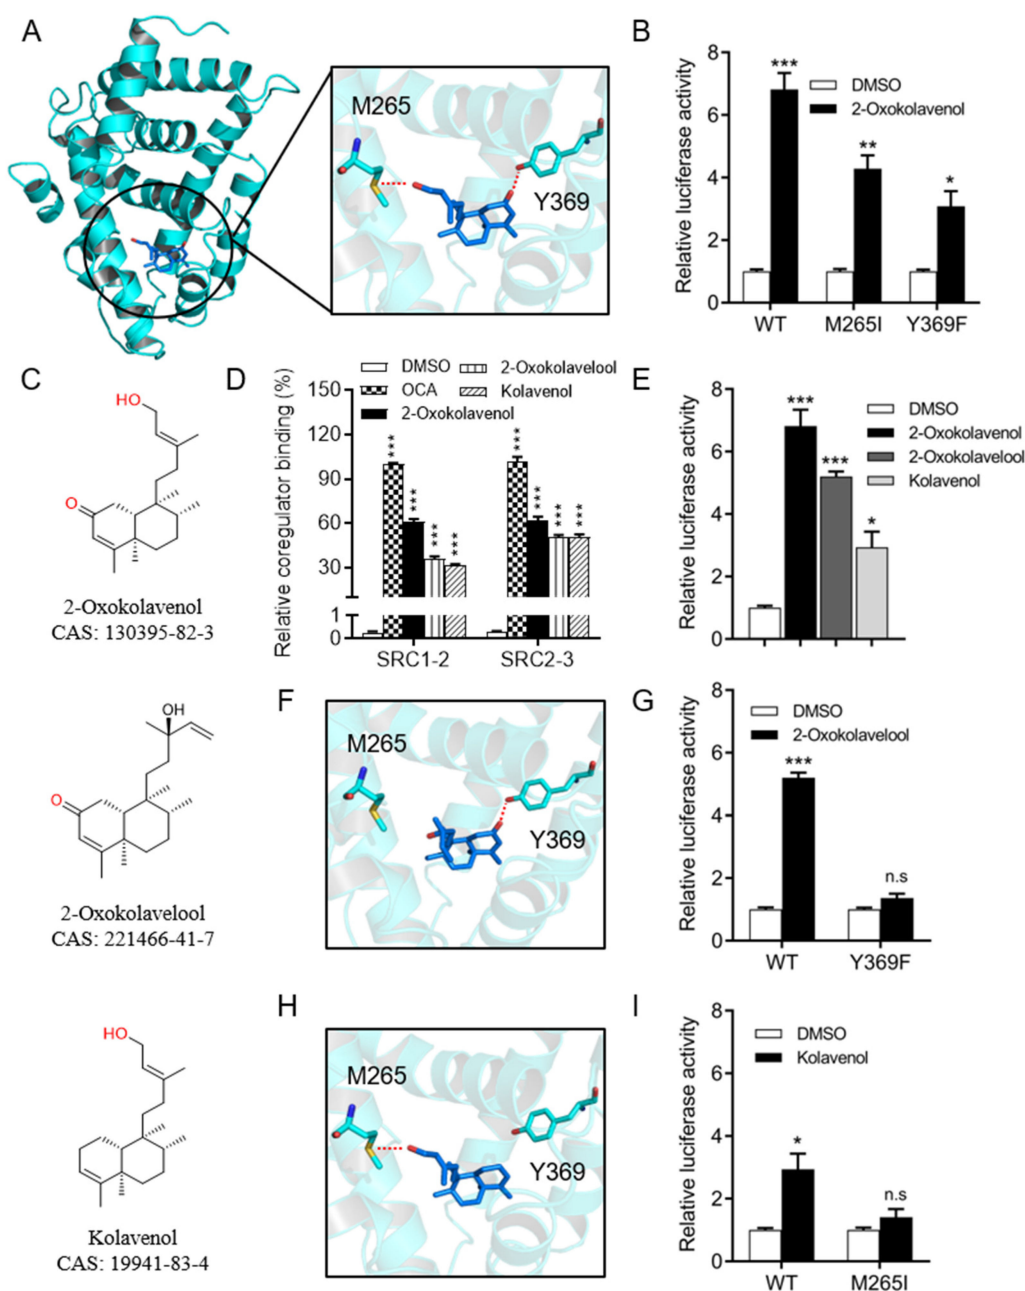 A
M265
Y369
B
Relative luciferase activity
8
6
4
2
0
DMSO
2-Oxokolavenol
***
**
*
WT
M265I
Y369F
C
HO
O
2-Oxokolavenol
CAS: 130395-82-3
OH
O
2-Oxokolavelool
CAS: 221466-41-7
HO
Kolavenol
CAS: 19941-83-4
D
Relative coregulator binding (%)
DMSO
OCA
2-Oxokolavenol
2-Oxokolavelool
Kolavenol
150
120
90
60
30
1
0
***
***
***
***
***
***
***
***
SRC1-2
SRC2-3
E
Relative luciferase activity
8
6
4
2
0
***
***
*
DMSO
2-Oxokolavenol
2-Oxokolavelool
Kolavenol
F
M265
Y369
G
Relative luciferase activity
8
6
4
2
0
DMSO
2-Oxokolavelool
***
n.s
WT
Y369F
H
M265
Y369
I
Relative luciferase activity
8
6
4
2
0
DMSO
Kolavenol
*
n.s
WT
M265I